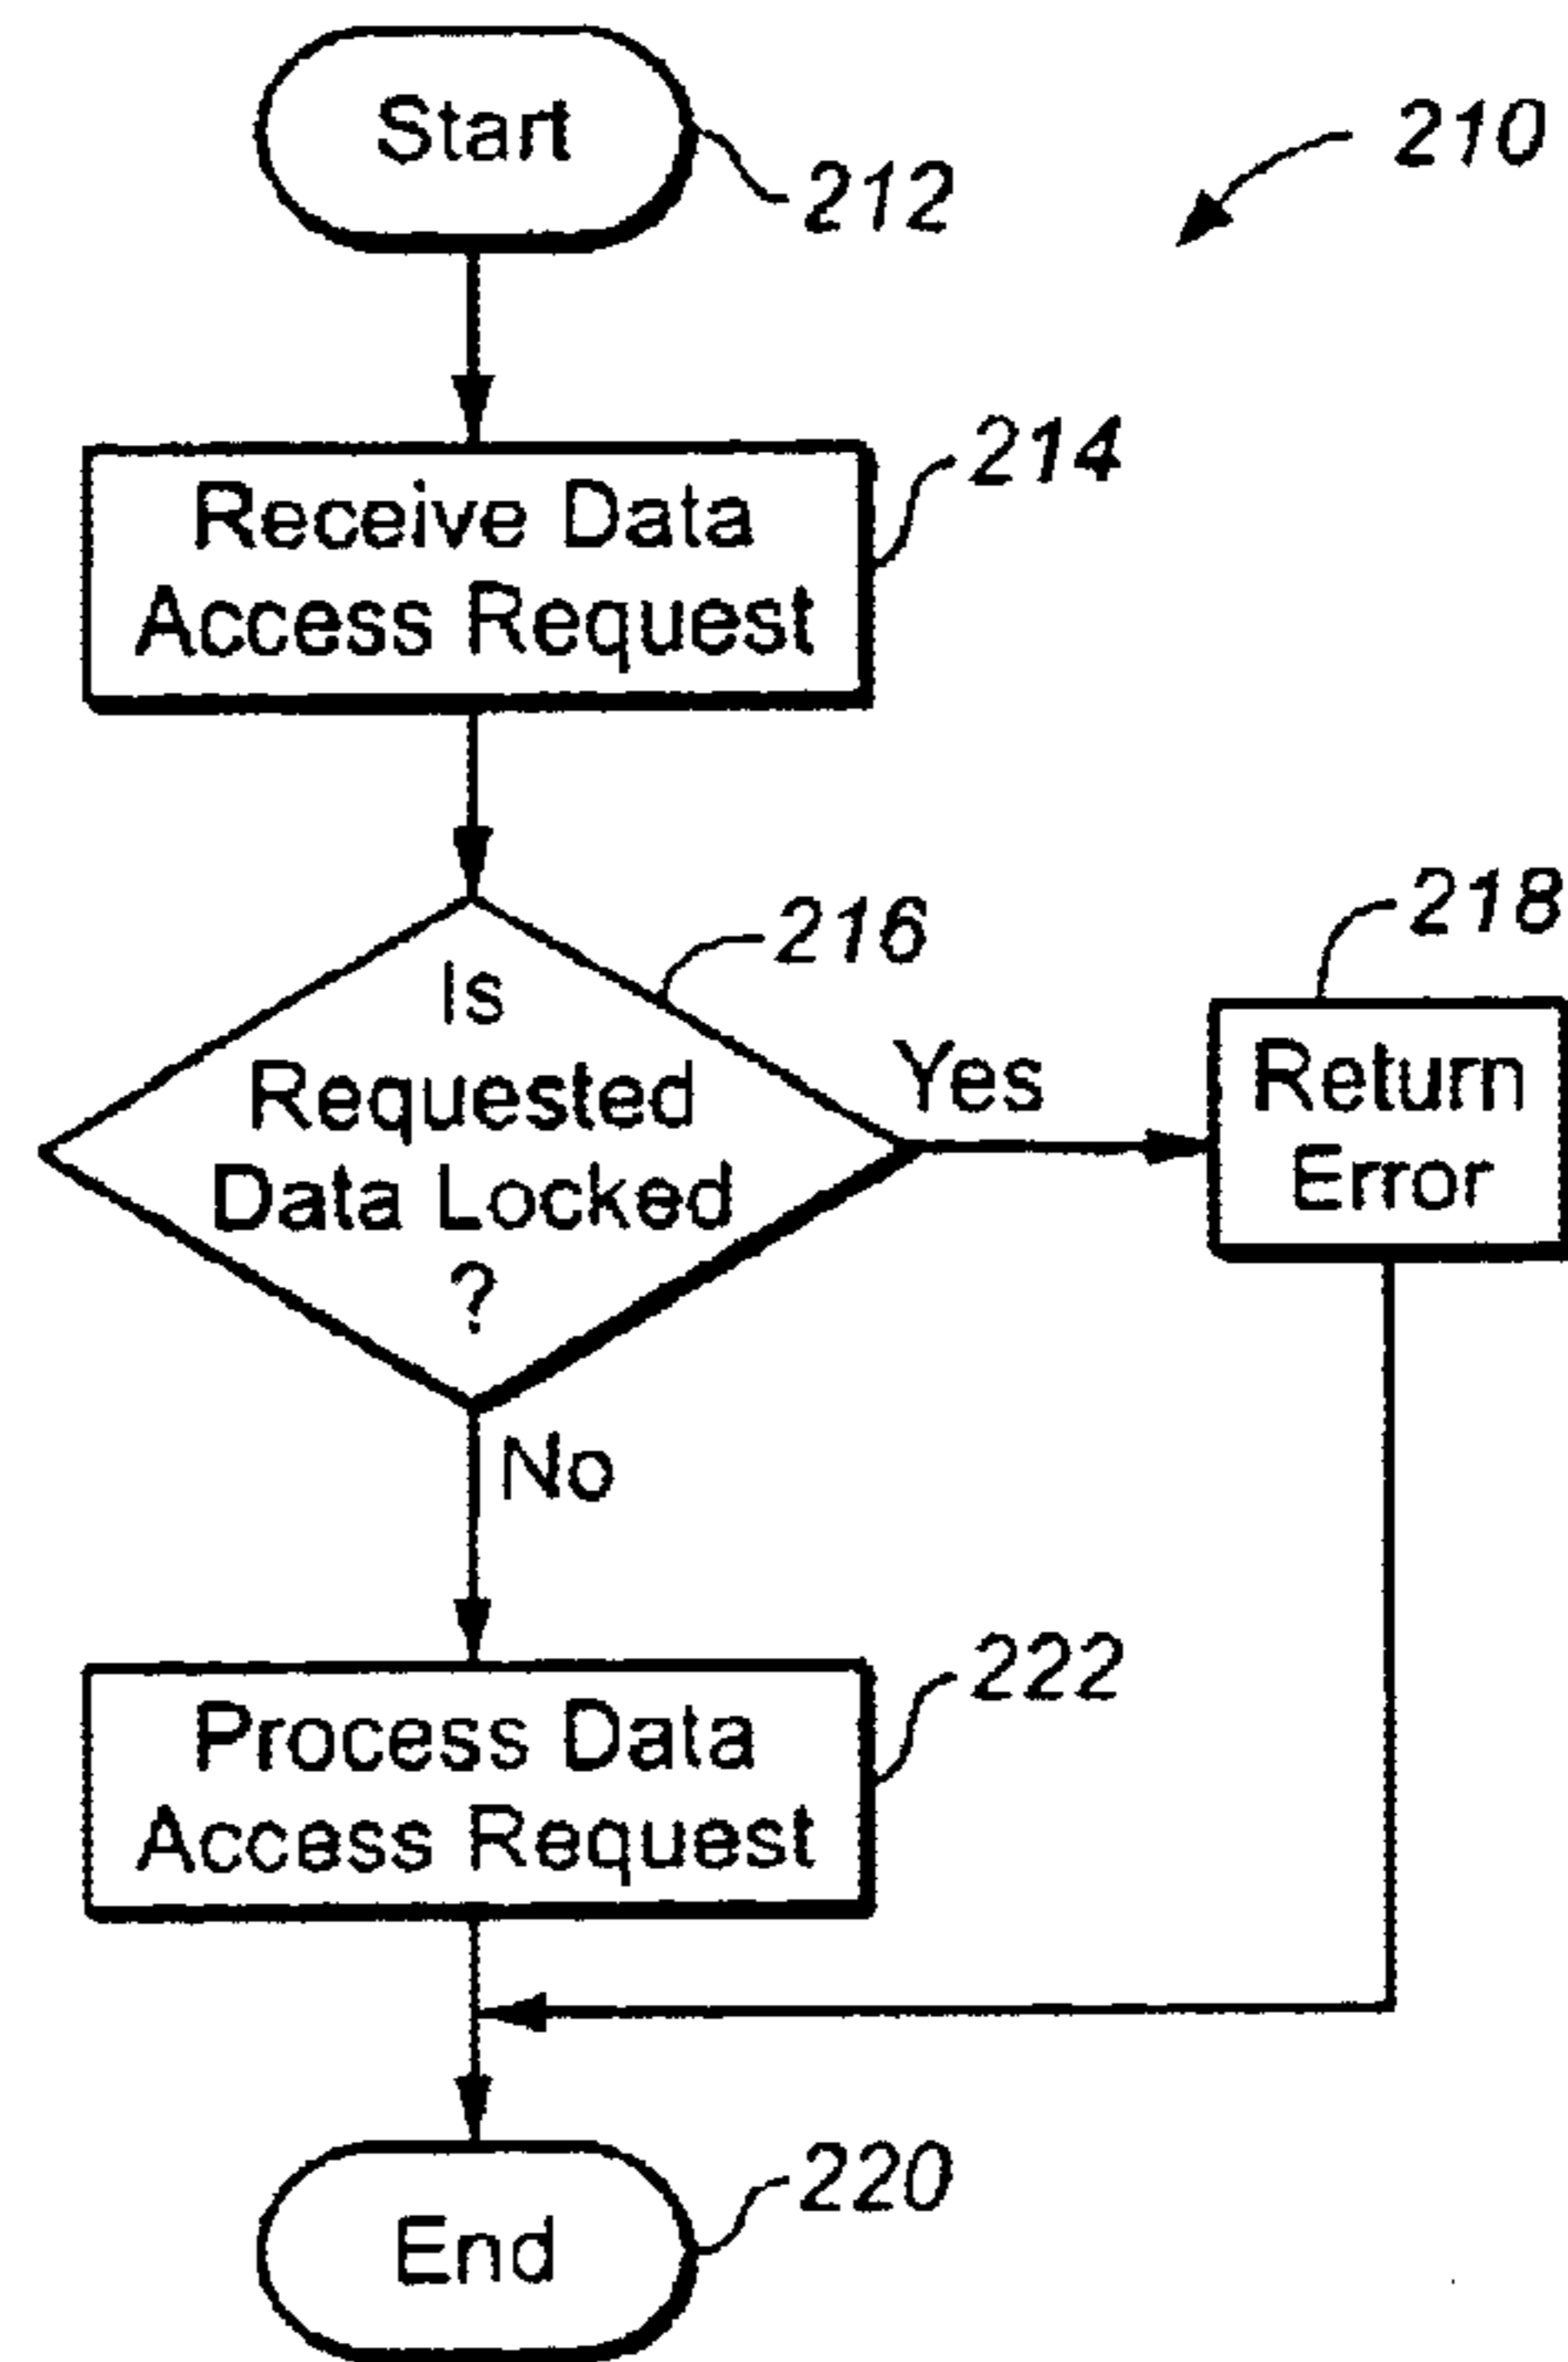 Start
212
210
Receive Data
Access Request
214
Is
Requested
Data Locked
?
216
Yes
218
Return
Error
No
Process Data
Access Request
222
End
220